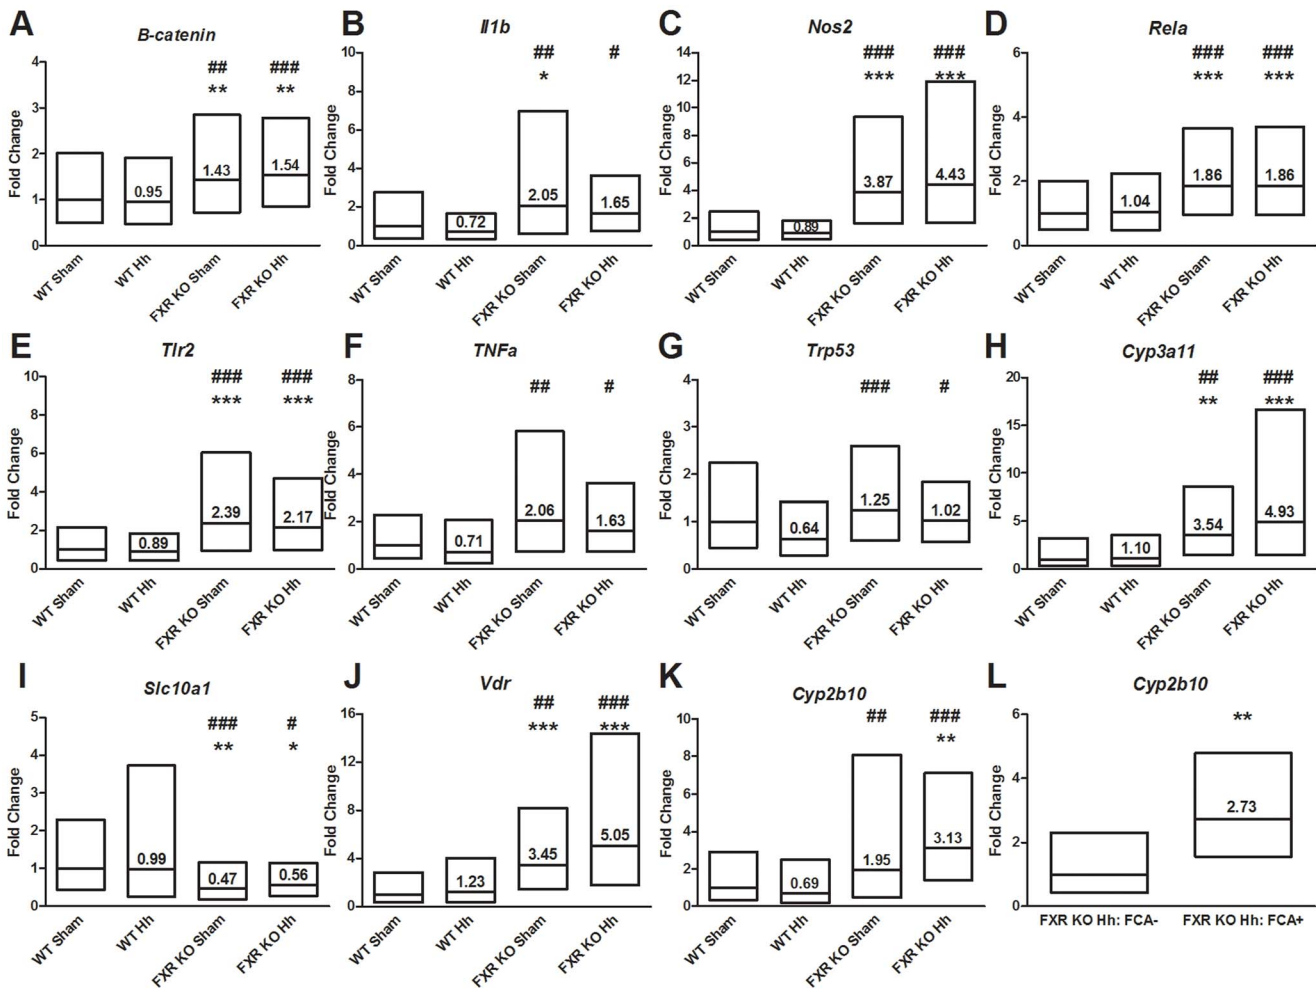 A
B-catenin
##
###
**
**
Fold Change
4
3
2
1
0
0.95
1.43
1.54
WT Sham
WT Hh
FXR KO Sham
FXR KO Hh
B
Il1b
##
#
*
Fold Change
10
8
6
4
2
0
0.72
2.05
1.65
WT Sham
WT Hh
FXR KO Sham
FXR KO Hh
C
Nos2
###
###
***
***
Fold Change
14
12
10
8
6
4
2
0
0.89
3.87
4.43
WT Sham
WT Hh
FXR KO Sham
FXR KO Hh
D
Rela
###
###
***
***
Fold Change
6
4
2
0
1.04
1.86
1.86
WT Sham
WT Hh
FXR KO Sham
FXR KO Hh
E
Tlr2
###
###
***
***
Fold Change
10
8
6
4
2
0
0.89
2.39
2.17
WT Sham
WT Hh
FXR KO Sham
FXR KO Hh
F
TNFa
##
#
Fold Change
8
6
4
2
0
0.71
2.06
1.63
WT Sham
WT Hh
FXR KO Sham
FXR KO Hh
G
Trp53
###
#
Fold Change
4
3
2
1
0
0.64
1.25
1.02
WT Sham
WT Hh
FXR KO Sham
FXR KO Hh
H
Cyp3a11
##
###
**
***
Fold Change
20
15
10
5
0
1.10
3.54
4.93
WT Sham
WT Hh
FXR KO Sham
FXR KO Hh
I
Slc10a1
###
#
**
*
Fold Change
5
4
3
2
1
0
0.99
0.47
0.56
WT Sham
WT Hh
FXR KO Sham
FXR KO Hh
J
Vdr
##
###
***
***
Fold Change
16
12
8
4
0
1.23
3.45
5.05
WT Sham
WT Hh
FXR KO Sham
FXR KO Hh
K
Cyp2b10
##
###
**
Fold Change
10
8
6
4
2
0
0.69
1.95
3.13
WT Sham
WT Hh
FXR KO Sham
FXR KO Hh
L
Cyp2b10
**
Fold Change
6
4
2
0
2.73
FXR KO Hh: FCA-
FXR KO Hh: FCA+